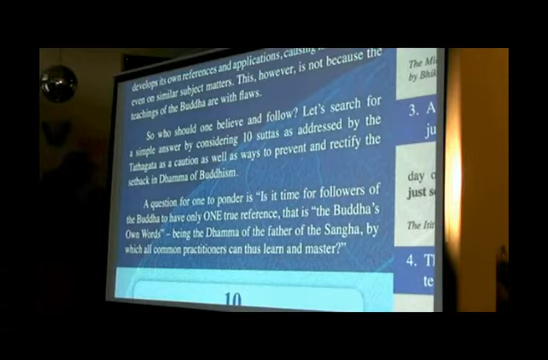 develops its own references and applications, causing
even on similar subject matters. This, however, is not because the
teachings of the Buddha are with flaws.
So who should one believe and follow? Let's search for
a simple answer by considering 10 suttas as addressed by the
Tathagata as a caution as well as ways to prevent and rectify the
setback in Dhamma of Buddhism.
A question for one to ponder is "Is it time for followers of
the Buddha to have only ONE true reference, that is "the Buddha's
Own Words" – being the Dhamma of the father of the Sangha, by
which all common practitioners can thus learn and master?"
10
The
by
3. A
ju
day
just
The
4. T
te